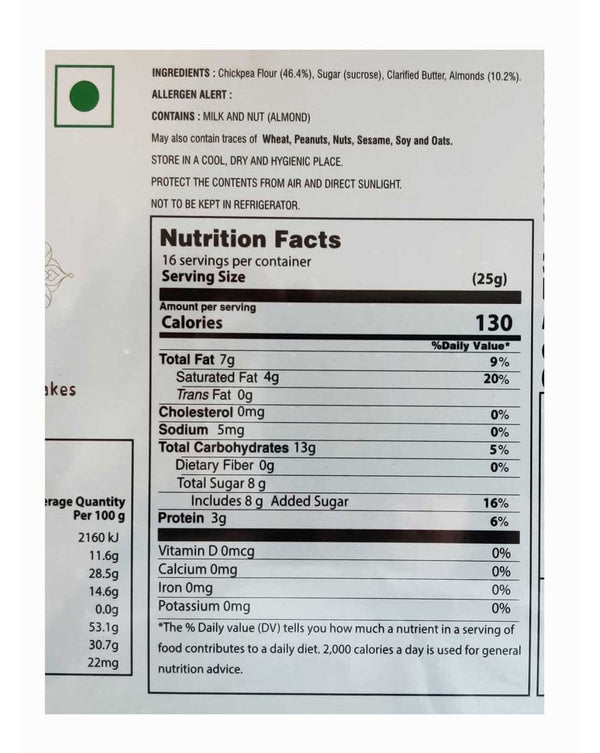 INGREDIENTS : Chickpea Flour (46.4%), Sugar (sucrose), Clarified Butter, Almonds (10.2%).
ALLERGEN ALERT :
CONTAINS : MILK AND NUT (ALMOND)
May also contain traces of Wheat, Peanuts, Nuts, Sesame, Soy and Oats.
STORE IN A COOL, DRY AND HYGIENIC PLACE.
PROTECT THE CONTENTS FROM AIR AND DIRECT SUNLIGHT.
NOT TO BE KEPT IN REFRIGERATOR.
Nutrition Facts
16 servings per container
Serving Size (25g)
Amount per serving
Calories 130
%Daily Value*
Total Fat 7g 9%
Saturated Fat 4g 20%
Trans Fat 0g
Cholesterol 0mg 0%
Sodium 5mg 0%
Total Carbohydrates 13g 5%
Dietary Fiber 0g 0%
Total Sugar 8 g
Includes 8 g Added Sugar 16%
Protein 3g 6%
Vitamin D 0mcg 0%
Calcium 0mg 0%
Iron 0mg 0%
Potassium 0mg 0%
*The % Daily value (DV) tells you how much a nutrient in a serving of
food contributes to a daily diet. 2,000 calories a day is used for general
nutrition advice.
akes
erage Quantity
Per 100 g
2160 kJ
11.6g
28.5g
14.6g
0.0g
53.1g
30.7g
22mg